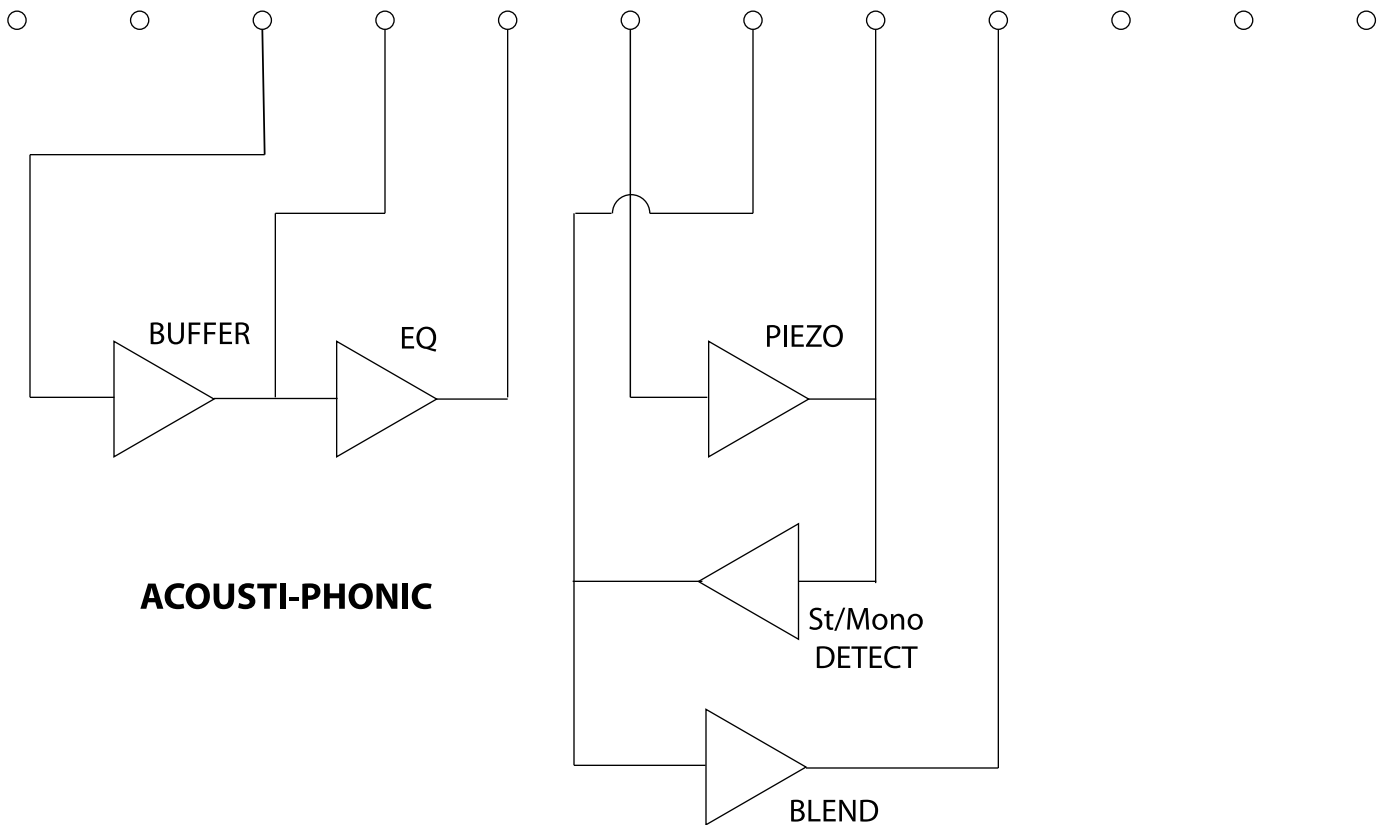 BUFFER
EQ
PIEZO
ACOUSTI-PHONIC
St/Mono
DETECT
BLEND